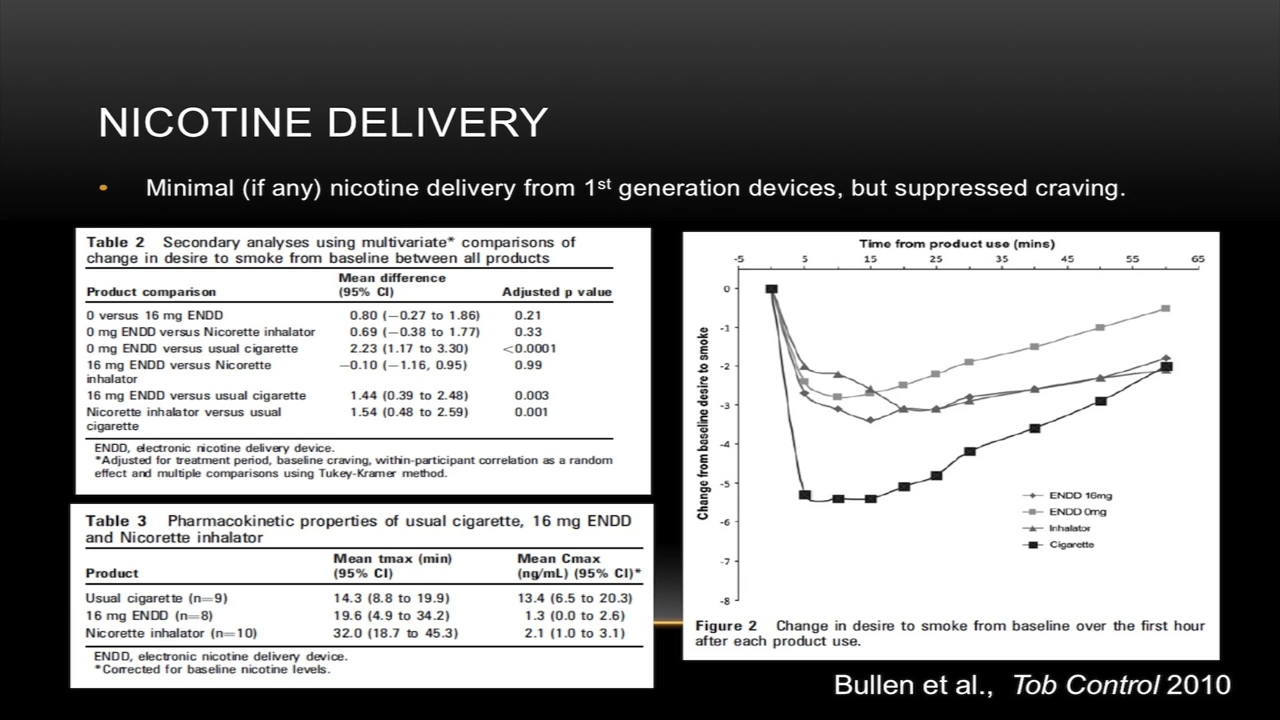 NICOTINE DELIVERY
• Minimal (if any) nicotine delivery from 1st generation devices, but suppressed craving.
Table 2 Secondary analyses using multivariate* comparisons of
change in desire to smoke from baseline between all products
Mean difference
Product comparison (95% CI) Adjusted p value
0 versus 16 mg ENDD 0.80 (−0.27 to 1.86) 0.21
0 mg ENDD versus Nicorette inhalator 0.69 (−0.38 to 1.77) 0.33
0 mg ENDD versus usual cigarette 2.23 (1.17 to 3.30) <0.0001
16 mg ENDD versus Nicorette −0.10 (−1.16, 0.95) 0.99
inhalator
16 mg ENDD versus usual cigarette 1.44 (0.39 to 2.48) 0.003
Nicorette inhalator versus usual 1.54 (0.48 to 2.59) 0.001
cigarette
ENDD, electronic nicotine delivery device.
*Adjusted for treatment period, baseline craving, within-participant correlation as a random
effect and multiple comparisons using Tukey-Kramer method.
Table 3 Pharmacokinetic properties of usual cigarette, 16 mg ENDD
and Nicorette inhalator
Mean tmax (min) Mean Cmax
Product (95% CI) (ng/mL) (95% CI)*
Usual cigarette (n=9) 14.3 (8.8 to 19.9) 13.4 (6.5 to 20.3)
16 mg ENDD (n=8) 19.6 (4.9 to 34.2) 1.3 (0.0 to 2.6)
Nicorette inhalator (n=10) 32.0 (18.7 to 45.3) 2.1 (1.0 to 3.1)
ENDD, electronic nicotine delivery device.
*Corrected for baseline nicotine levels.
Time from product use (mins)
-5 5 15 25 35 45 55 65
Change from baseline desire to smoke
0
-1
-2
-3
-4
-5
-6
-7
-8
ENDD 16mg
ENDD 0mg
Inhalator
Cigarette
Figure 2 Change in desire to smoke from baseline over the first hour
after each product use.
Bullen et al., Tob Control 2010